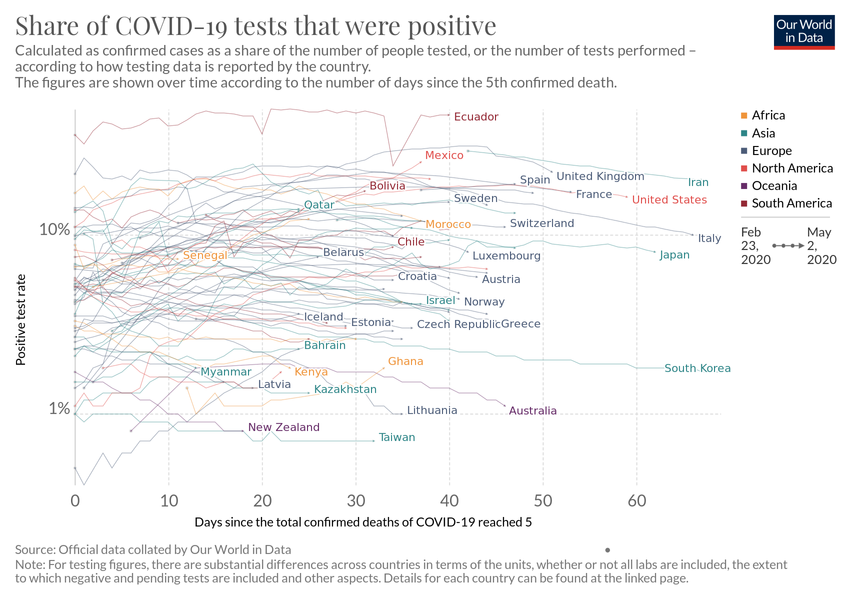 Share of COVID-19 tests that were positive
Our World
in Data
Calculated as confirmed cases as a share of the number of people tested, or the number of tests performed –
according to how testing data is reported by the country.
The figures are shown over time according to the number of days since the 5th confirmed death.
Ecuador
Africa
Asia
Europe
North America
Oceania
South America
Feb
23,
2020
May
2,
2020
Mexico
United Kingdom
Iran
Spain
Bolivia
France
United States
Sweden
Qatar
Morocco
Switzerland
10%
Italy
Chile
Senegal
Belarus
Luxembourg
Japan
Croatia
Austria
Israel
Norway
Positive test rate
Iceland
Estonia
Czech Republic
Greece
Bahrain
Ghana
South Korea
Myanmar
Kenya
Latvia
Kazakhstan
1%
Lithuania
Australia
New Zealand
Taiwan
0
10
20
30
40
50
60
Days since the total confirmed deaths of COVID-19 reached 5
Source: Official data collated by Our World in Data
Note: For testing figures, there are substantial differences across countries in terms of the units, whether or not all labs are included, the extent
to which negative and pending tests are included and other aspects. Details for each country can be found at the linked page.